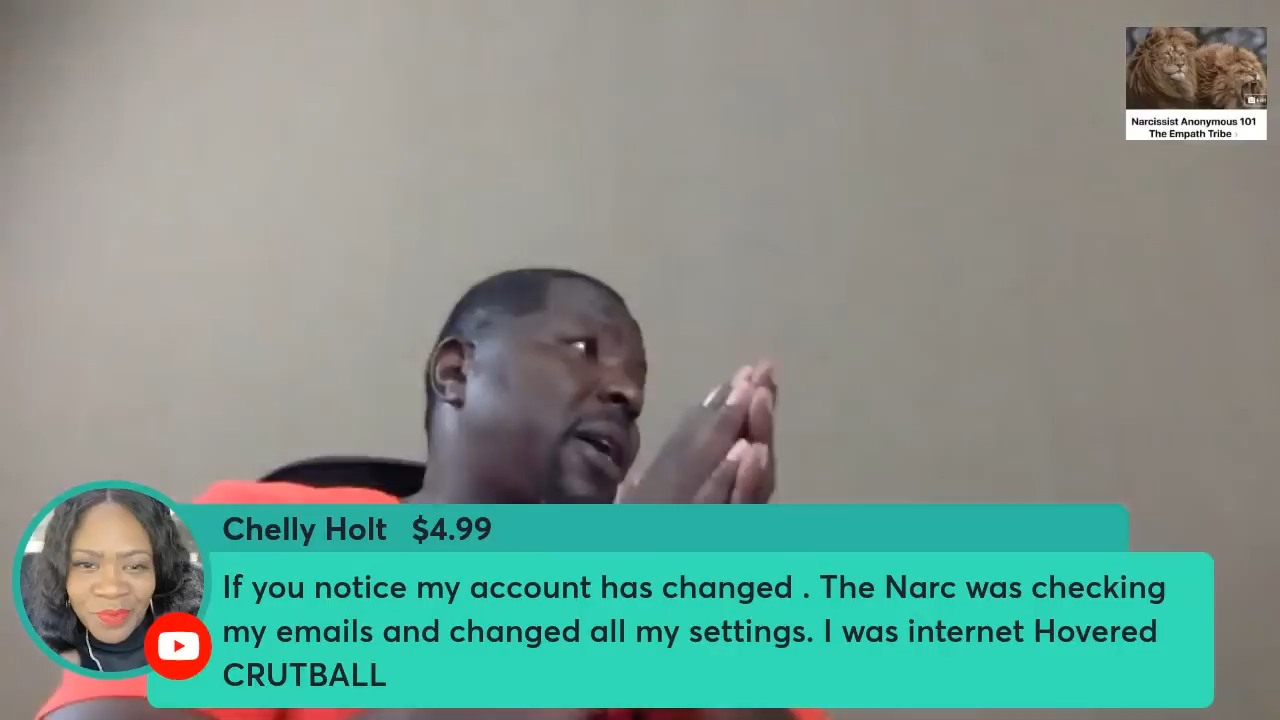 Narcissist Anonymous 101
The Empath Tribe
Chelly Holt $4.99
If you notice my account has changed . The Narc was checking
my emails and changed all my settings. I was internet Hovered
CRUTBALL